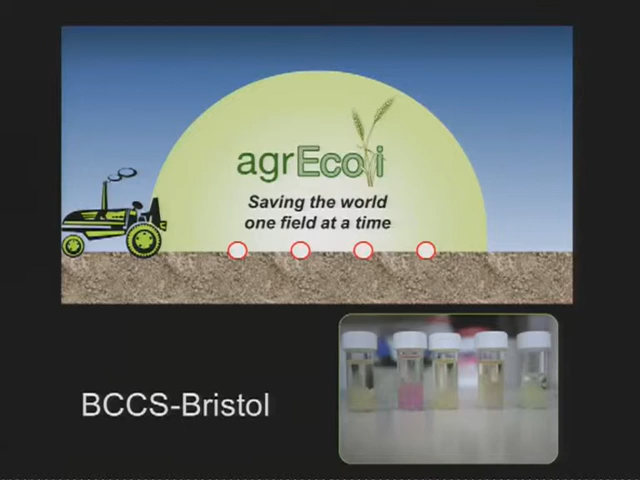 agrEcoli
Saving the world
one field at a time
BCCS-Bristol